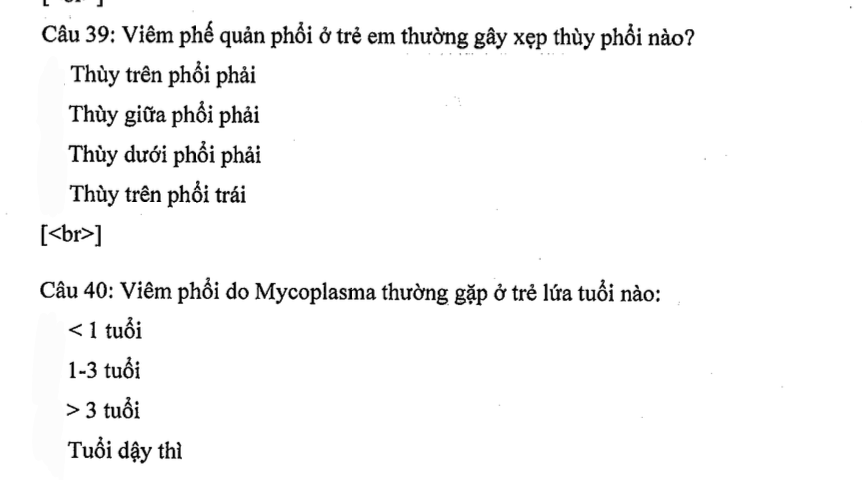 Câu 39: Viêm phế quản phổi ở trẻ em thường gây xẹp thùy phổi nào?
Thùy trên phổi phải
Thùy giữa phổi phải
Thùy dưới phổi phải
Thùy trên phổi trái
[<br>]
Câu 40: Viêm phổi do Mycoplasma thường gặp ở trẻ lứa tuổi nào:
< 1 tuổi
1-3 tuổi
> 3 tuổi
Tuổi dậy thì